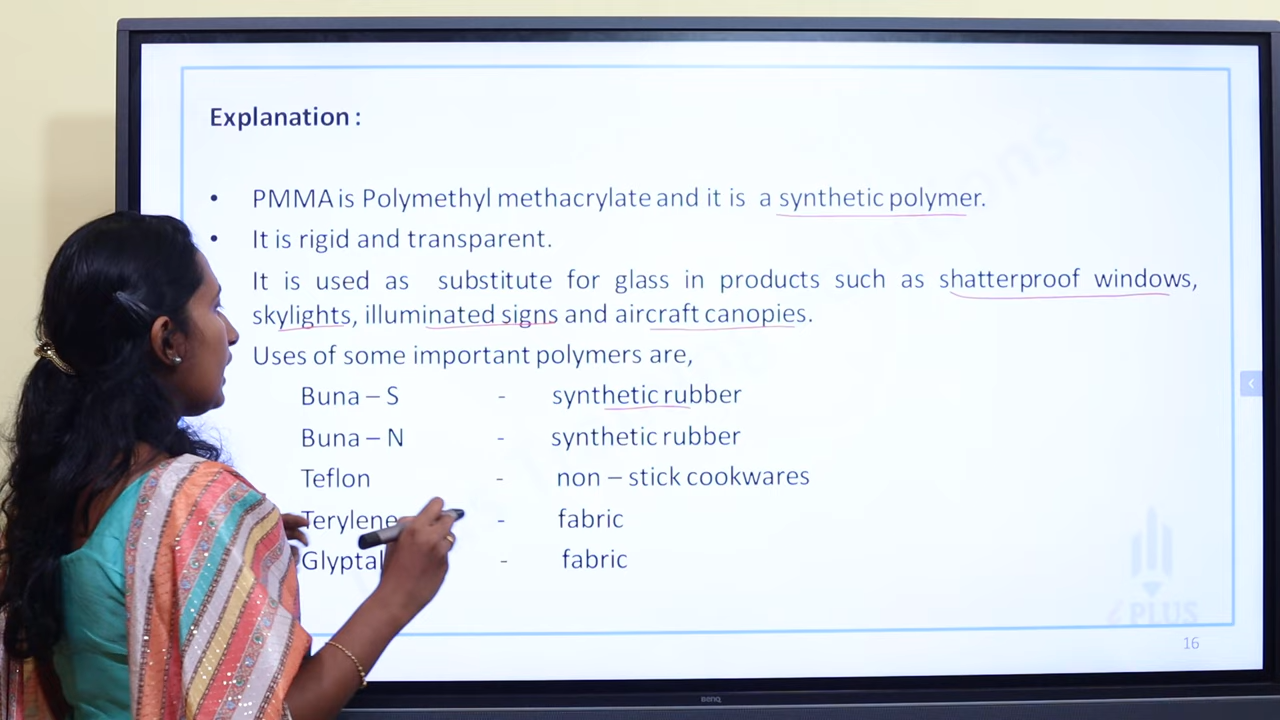 Explanation :
• PMMA is Polymethyl methacrylate and it is a synthetic polymer.
• It is rigid and transparent.
It is used as substitute for glass in products such as shatterproof windows,
skylights, illuminated signs and aircraft canopies.
Uses of some important polymers are,
Buna – S - synthetic rubber
Buna – N - synthetic rubber
Teflon - non – stick cookwares
Terylene - fabric
Glyptal - fabric
PLUS
16
BenQ